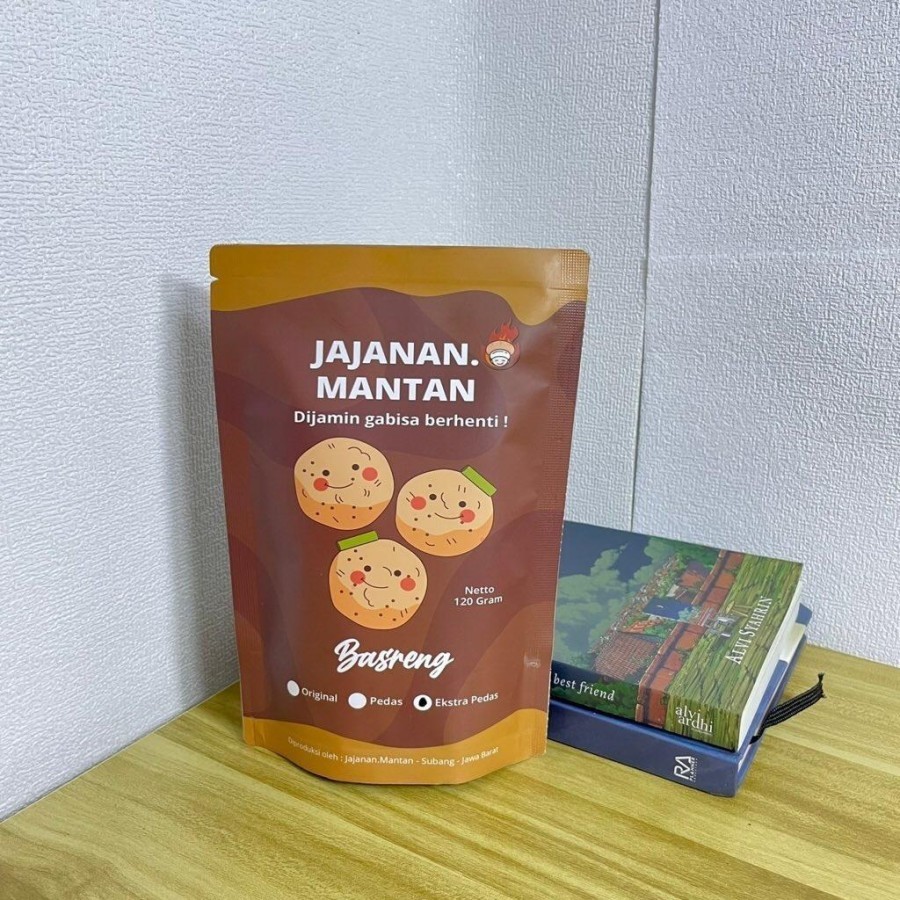 JAJANAN.
MANTAN
Dijamin gabisa berhenti !
Netto
120 Gram
Basreng
Original
Pedas
Ekstra Pedas
Diproduksi oleh : Jajanan.Mantan - Subang - Jawa Barat
best friend
ALVI SYAHRIN
alvi
ardhi
RA